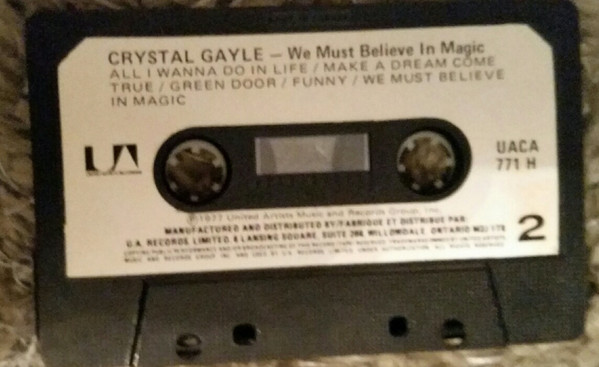 CRYSTAL GAYLE — We Must Believe In Magic
ALL I WANNA DO IN LIFE / MAKE A DREAM COME
TRUE / GREEN DOOR / FUNNY / WE MUST BELIEVE
IN MAGIC
UA
UACA
771 H
℗1977 United Artists Music and Records Group, Inc.
MANUFACTURED AND DISTRIBUTED BY/FABRIQUE ET DISTRIBUE PAR:
U.A. RECORDS LIMITED, 6 LANSING SQUARE, SUITE 208, WILLOWDALE, ONTARIO M2J 1T5
2